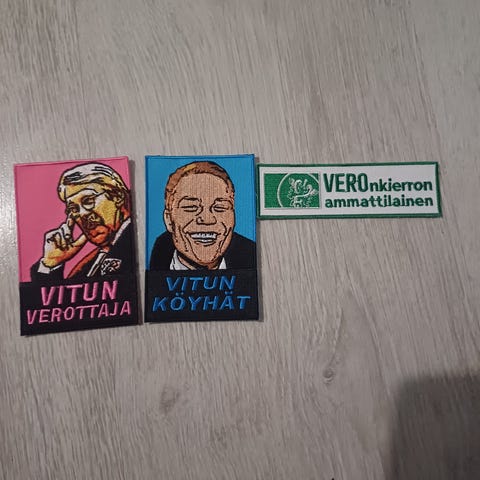 VITUN
VEROTTAJA
VITUN
KÖYHÄT
VEROnkierron
ammattilainen